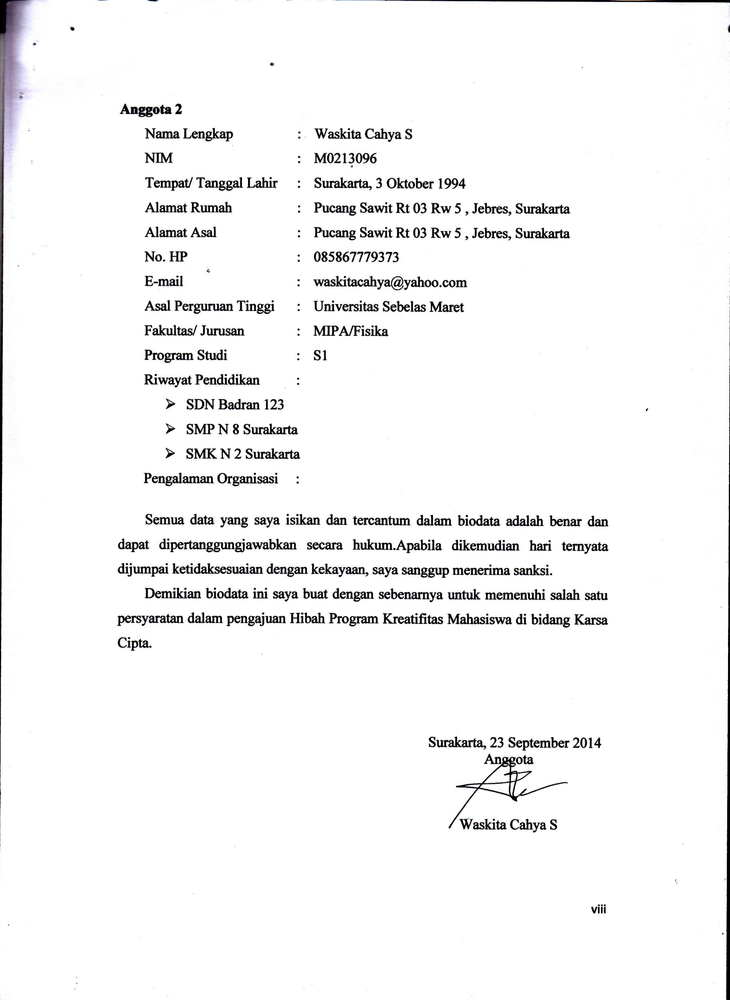 Anggota 2
Nama Lengkap : Waskita Cahya S
NIM : M0213096
Tempat/ Tanggal Lahir : Surakarta, 3 Oktober 1994
Alamat Rumah : Pucang Sawit Rt 03 Rw 5 , Jebres, Surakarta
Alamat Asal : Pucang Sawit Rt 03 Rw 5 , Jebres, Surakarta
No. HP : 085867779373
E-mail : waskitacahya@yahoo.com
Asal Perguruan Tinggi : Universitas Sebelas Maret
Fakultas/ Jurusan : MIPA/Fisika
Program Studi : S1
Riwayat Pendidikan :
➢ SDN Badran 123
➢ SMP N 8 Surakarta
➢ SMK N 2 Surakarta
Pengalaman Organisasi :
Semua data yang saya isikan dan tercantum dalam biodata adalah benar dan
dapat dipertanggungjawabkan secara hukum.Apabila dikemudian hari ternyata
dijumpai ketidaksesuaian dengan kekayaan, saya sanggup menerima sanksi.
Demikian biodata ini saya buat dengan sebenarnya untuk memenuhi salah satu
persyaratan dalam pengajuan Hibah Program Kreatifitas Mahasiswa di bidang Karsa
Cipta.
Surakarta, 23 September 2014
Anggota
Waskita Cahya S
viii